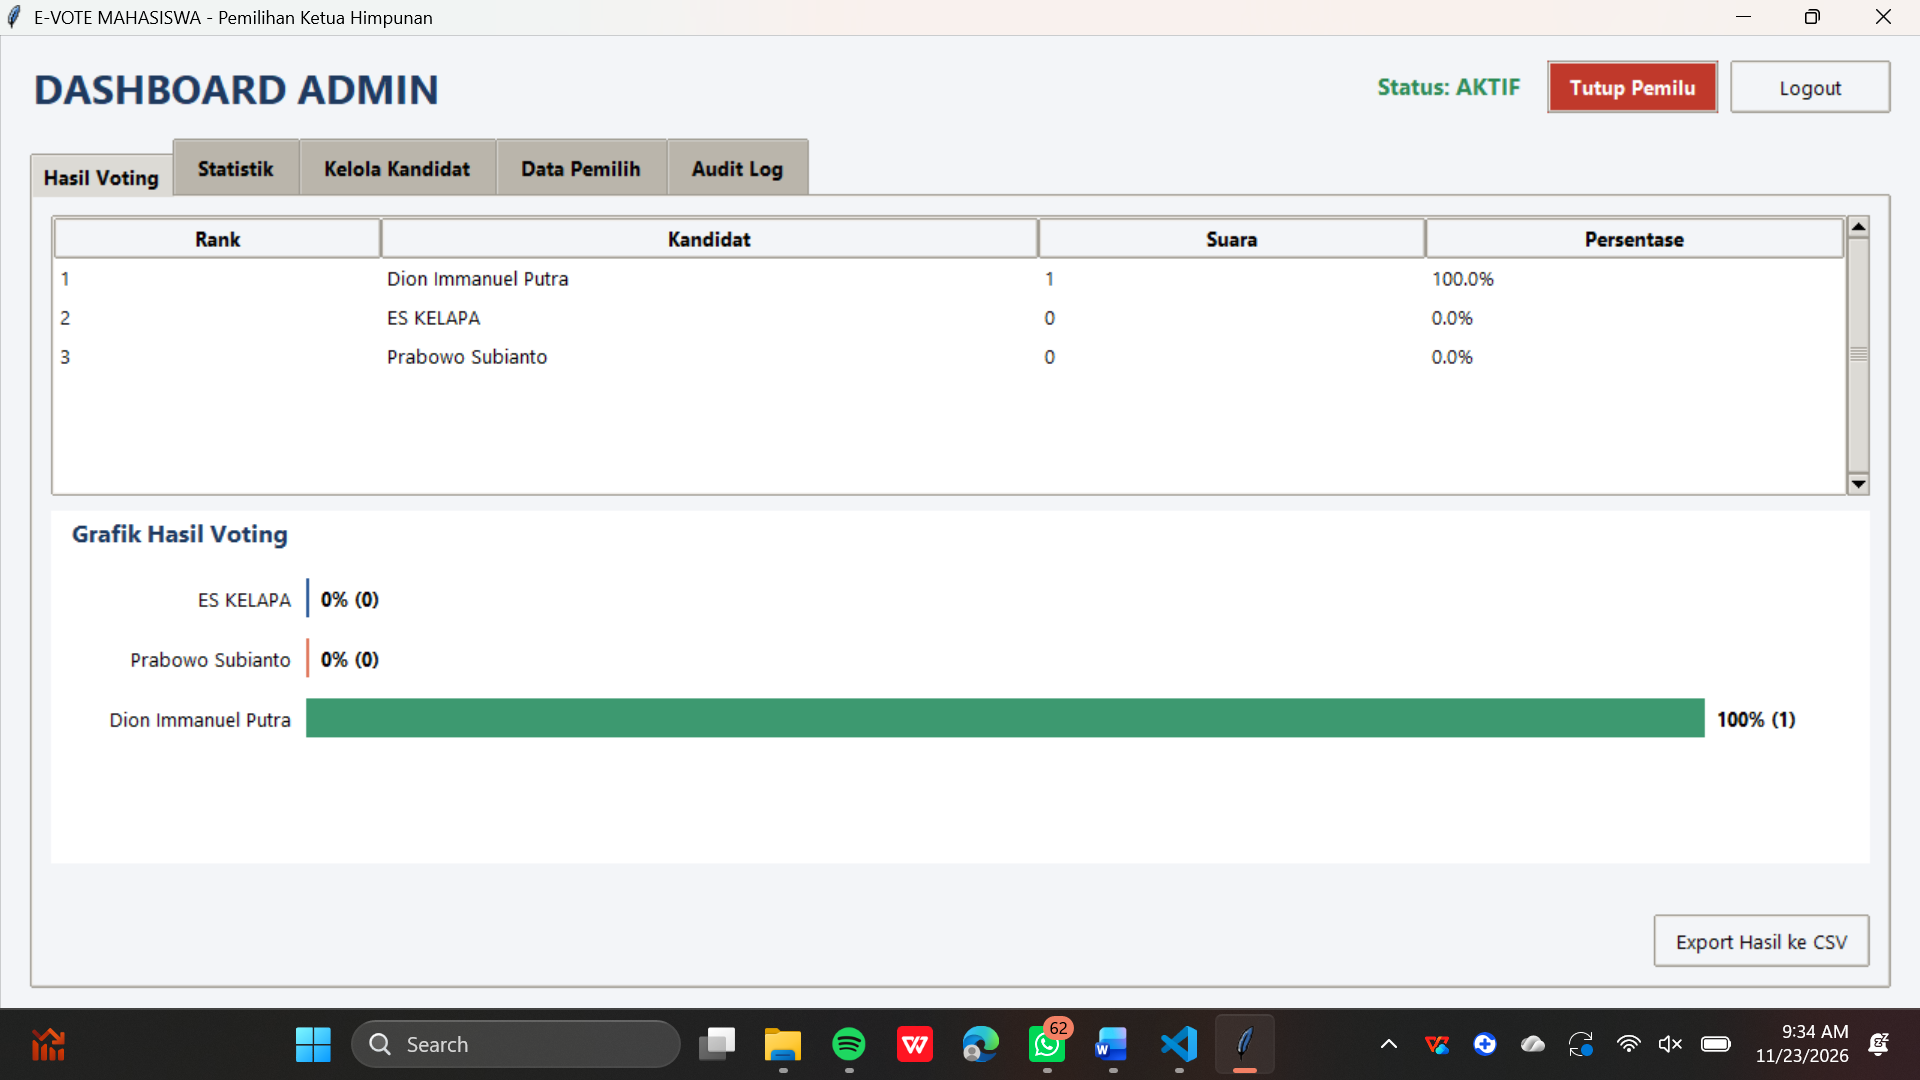 E-VOTE MAHASISWA - Pemilihan Ketua Himpunan
DASHBOARD ADMIN
Status: AKTIF
Tutup Pemilu
Logout
Hasil Voting
Statistik
Kelola Kandidat
Data Pemilih
Audit Log
Rank Kandidat Suara Persentase
1 Dion Immanuel Putra 1 100.0%
2 ES KELAPA 0 0.0%
3 Prabowo Subianto 0 0.0%
Grafik Hasil Voting
ES KELAPA 0% (0)
Prabowo Subianto 0% (0)
Dion Immanuel Putra 100% (1)
Export Hasil ke CSV
Search
62
9:34 AM
11/23/2026